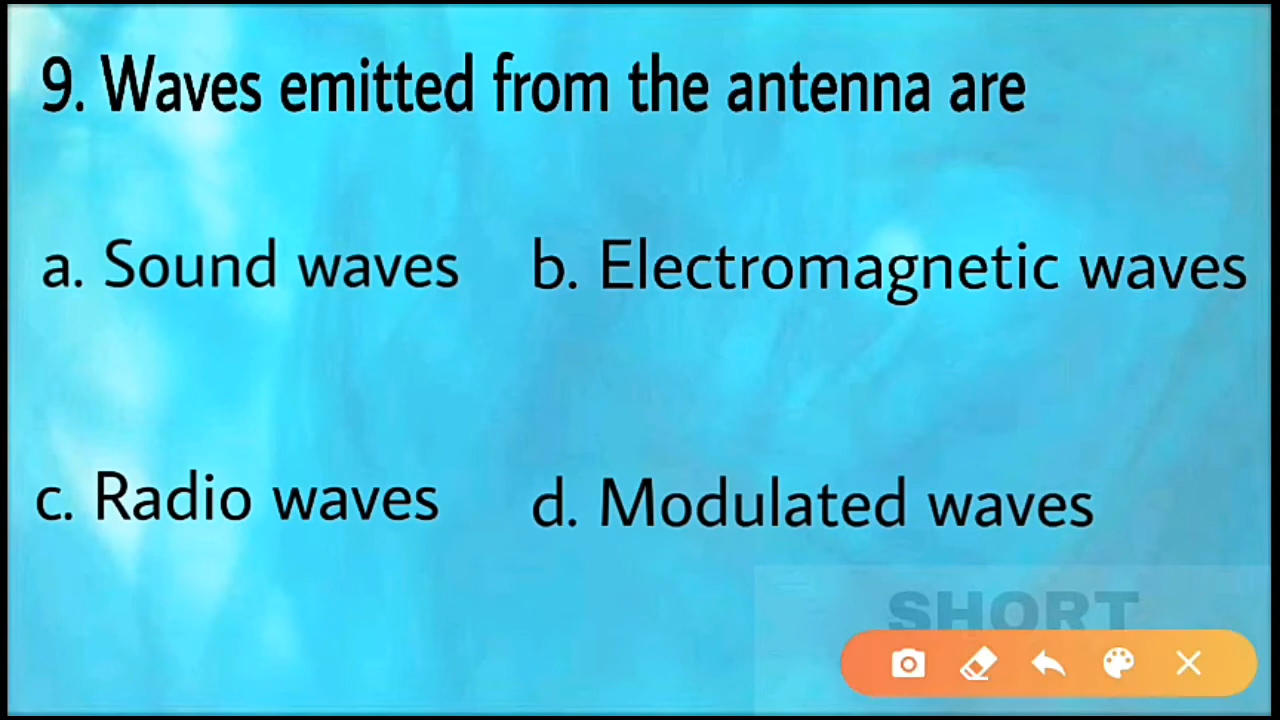 9. Waves emitted from the antenna are
a. Sound waves b. Electromagnetic waves
c. Radio waves d. Modulated waves
SHORT